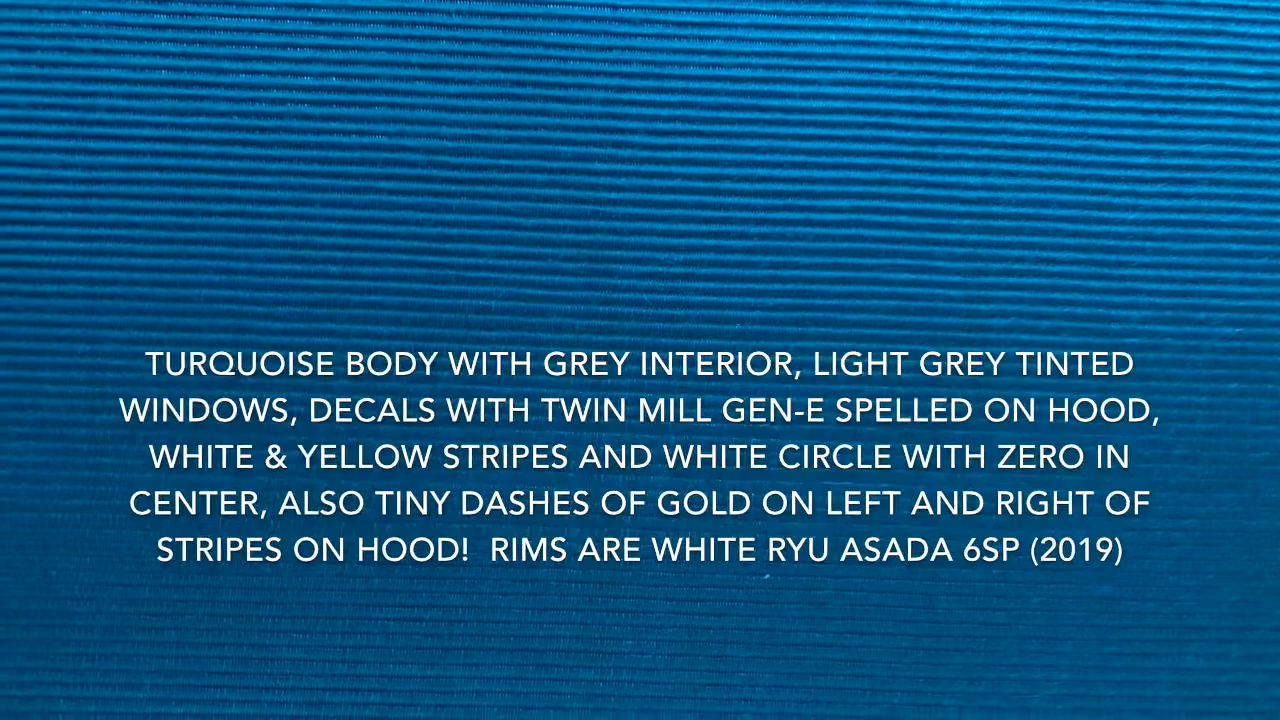 TURQUOISE BODY WITH GREY INTERIOR, LIGHT GREY TINTED
WINDOWS, DECALS WITH TWIN MILL GEN-E SPELLED ON HOOD,
WHITE & YELLOW STRIPES AND WHITE CIRCLE WITH ZERO IN
CENTER, ALSO TINY DASHES OF GOLD ON LEFT AND RIGHT OF
STRIPES ON HOOD!  RIMS ARE WHITE RYU ASADA 6SP (2019)